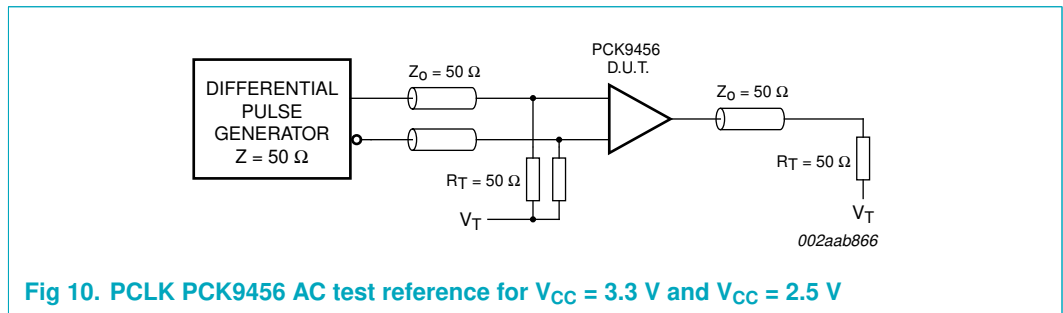 PCK9456
D.U.T.
Z₀ = 50 Ω
DIFFERENTIAL
PULSE
GENERATOR
Z = 50 Ω
Z₀ = 50 Ω
R_T = 50 Ω
V_T
R_T = 50 Ω
V_T
002aab866
Fig 10. PCLK PCK9456 AC test reference for V_CC = 3.3 V and V_CC = 2.5 V